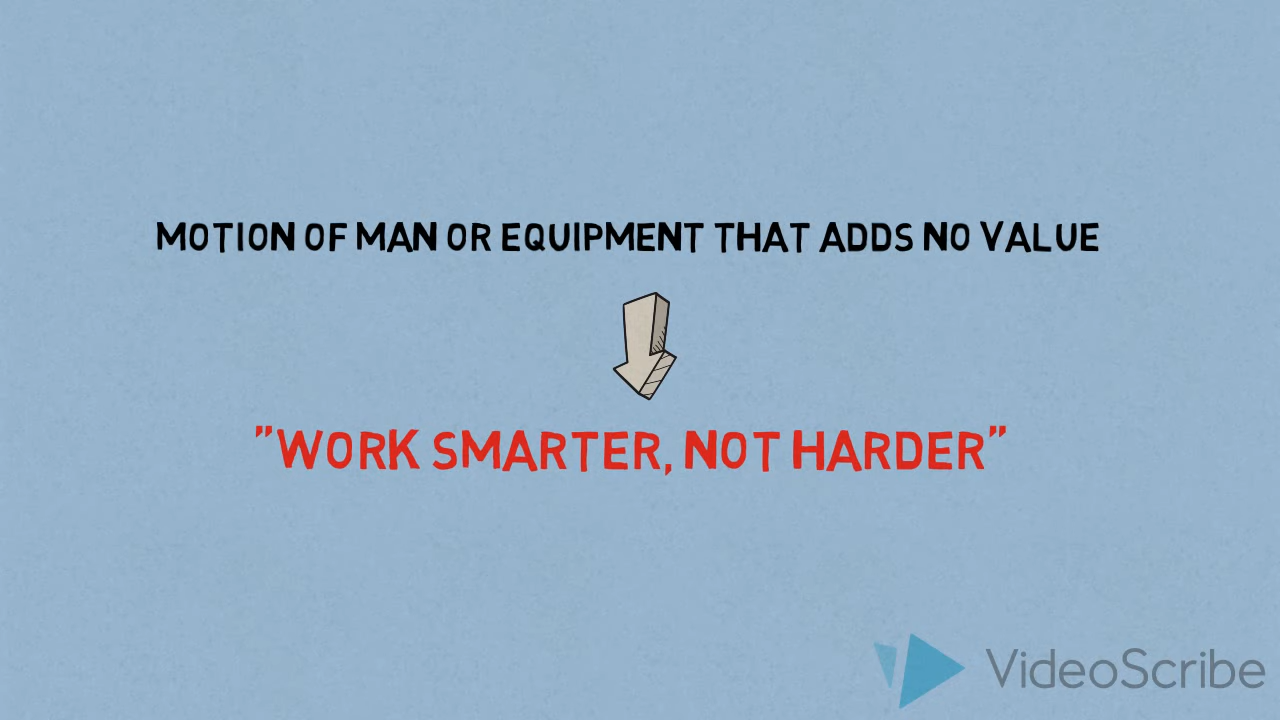 MOTION OF MAN OR EQUIPMENT THAT ADDS NO VALUE
"WORK SMARTER, NOT HARDER"
VideoScribe